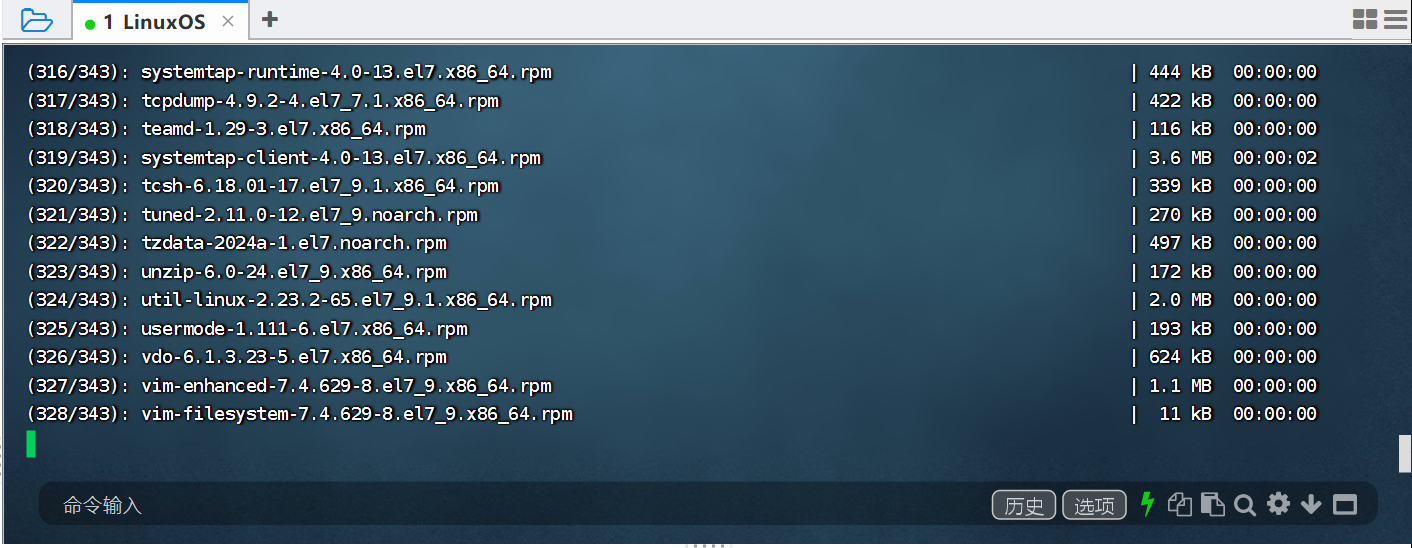 1 LinuxOS × +
(316/343): systemtap-runtime-4.0-13.el7.x86_64.rpm | 444 kB 00:00:00
(317/343): tcpdump-4.9.2-4.el7_7.1.x86_64.rpm | 422 kB 00:00:00
(318/343): teamd-1.29-3.el7.x86_64.rpm | 116 kB 00:00:00
(319/343): systemtap-client-4.0-13.el7.x86_64.rpm | 3.6 MB 00:00:02
(320/343): tcsh-6.18.01-17.el7_9.1.x86_64.rpm | 339 kB 00:00:00
(321/343): tuned-2.11.0-12.el7_9.noarch.rpm | 270 kB 00:00:00
(322/343): tzdata-2024a-1.el7.noarch.rpm | 497 kB 00:00:00
(323/343): unzip-6.0-24.el7_9.x86_64.rpm | 172 kB 00:00:00
(324/343): util-linux-2.23.2-65.el7_9.1.x86_64.rpm | 2.0 MB 00:00:00
(325/343): usermode-1.111-6.el7.x86_64.rpm | 193 kB 00:00:00
(326/343): vdo-6.1.3.23-5.el7.x86_64.rpm | 624 kB 00:00:00
(327/343): vim-enhanced-7.4.629-8.el7_9.x86_64.rpm | 1.1 MB 00:00:00
(328/343): vim-filesystem-7.4.629-8.el7_9.x86_64.rpm | 11 kB 00:00:00
命令输入 历史 选项